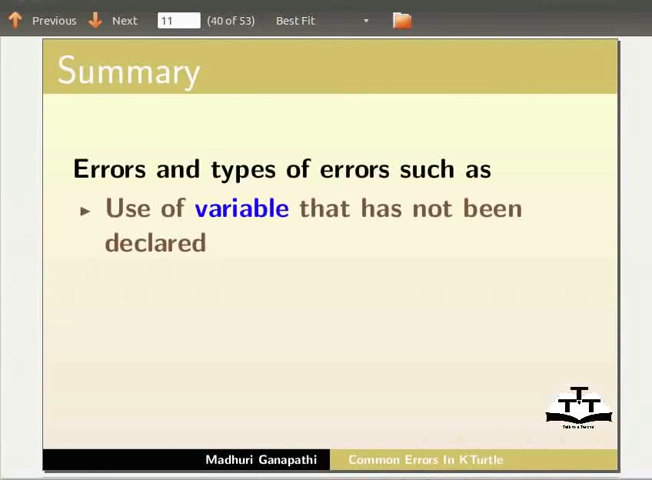 Previous Next 11 (40 of 53) Best Fit
Summary
Errors and types of errors such as
Use of variable that has not been
declared
Madhuri Ganapathi Common Errors In KTurtle